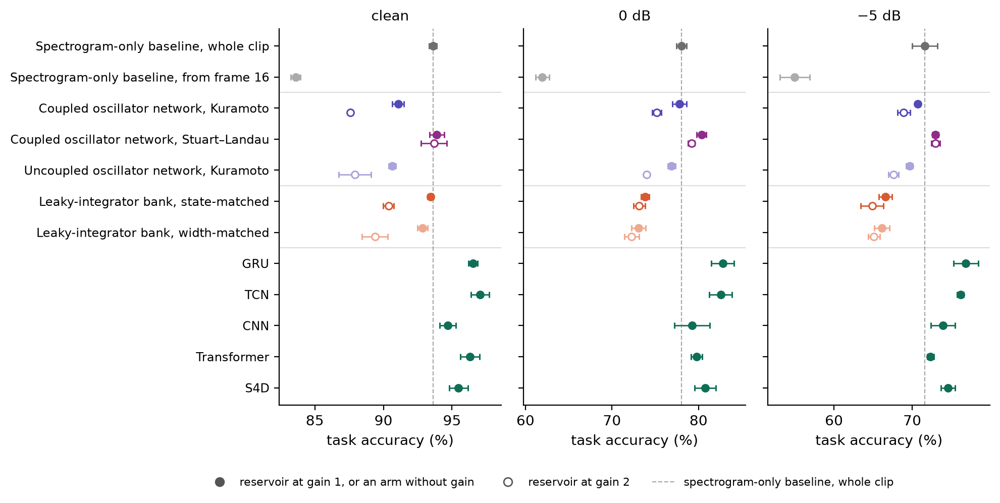 clean
0 dB
−5 dB
Spectrogram-only baseline, whole clip
Spectrogram-only baseline, from frame 16
Coupled oscillator network, Kuramoto
Coupled oscillator network, Stuart–Landau
Uncoupled oscillator network, Kuramoto
Leaky-integrator bank, state-matched
Leaky-integrator bank, width-matched
GRU
TCN
CNN
Transformer
S4D
85 90 95
60 70 80
60 70
task accuracy (%)
task accuracy (%)
task accuracy (%)
reservoir at gain 1, or an arm without gain
reservoir at gain 2
spectrogram-only baseline, whole clip